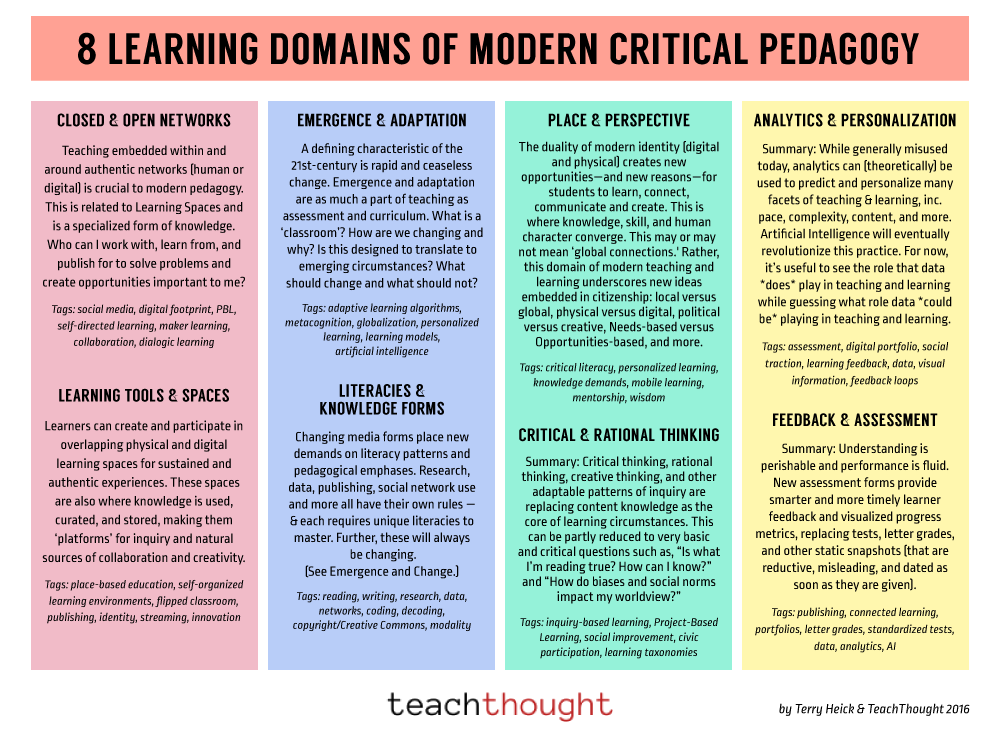 8 LEARNING DOMAINS OF MODERN CRITICAL PEDAGOGY
CLOSED & OPEN NETWORKS
Teaching embedded within and
around authentic networks (human or
digital) is crucial to modern pedagogy.
This is related to Learning Spaces and
is a specialized form of knowledge.
Who can I work with, learn from, and
publish for to solve problems and
create opportunities important to me?
Tags: social media, digital footprint, PBL,
self-directed learning, maker learning,
collaboration, dialogic learning
LEARNING TOOLS & SPACES
Learners can create and participate in
overlapping physical and digital
learning spaces for sustained and
authentic experiences. These spaces
are also where knowledge is used,
curated, and stored, making them
'platforms' for inquiry and natural
sources of collaboration and creativity.
Tags: place-based education, self-organized
learning environments, flipped classroom,
publishing, identity, streaming, innovation
EMERGENCE & ADAPTATION
A defining characteristic of the
21st-century is rapid and ceaseless
change. Emergence and adaptation
are as much a part of teaching as
assessment and curriculum. What is a
'classroom'? How are we changing and
why? Is this designed to translate to
emerging circumstances? What
should change and what should not?
Tags: adaptive learning algorithms,
metacognition, globalization, personalized
learning, learning models,
artificial intelligence
LITERACIES &
KNOWLEDGE FORMS
Changing media forms place new
demands on literacy patterns and
pedagogical emphases. Research,
data, publishing, social network use
and more all have their own rules —
& each requires unique literacies to
master. Further, these will always
be changing.
(See Emergence and Change.)
Tags: reading, writing, research, data,
networks, coding, decoding,
copyright/Creative Commons, modality
PLACE & PERSPECTIVE
The duality of modern identity (digital
and physical) creates new
opportunities—and new reasons—for
students to learn, connect,
communicate and create. This is
where knowledge, skill, and human
character converge. This may or may
not mean 'global connections.' Rather,
this domain of modern teaching and
learning underscores new ideas
embedded in citizenship: local versus
global, physical versus digital, political
versus creative, Needs-based versus
Opportunities-based, and more.
Tags: critical literacy, personalized learning,
knowledge demands, mobile learning,
mentorship, wisdom
CRITICAL & RATIONAL THINKING
Summary: Critical thinking, rational
thinking, creative thinking, and other
adaptable patterns of inquiry are
replacing content knowledge as the
core of learning circumstances. This
can be partly reduced to very basic
and critical questions such as, "Is what
I'm reading true? How can I know?"
and "How do biases and social norms
impact my worldview?"
Tags: inquiry-based learning, Project-Based
Learning, social improvement, civic
participation, learning taxonomies
ANALYTICS & PERSONALIZATION
Summary: While generally misused
today, analytics can (theoretically) be
used to predict and personalize many
facets of teaching & learning, inc.
pace, complexity, content, and more.
Artificial Intelligence will eventually
revolutionize this practice. For now,
it's useful to see the role that data
*does* play in teaching and learning
while guessing what role data *could
be* playing in teaching and learning.
Tags: assessment, digital portfolio, social
traction, learning feedback, data, visual
information, feedback loops
FEEDBACK & ASSESSMENT
Summary: Understanding is
perishable and performance is fluid.
New assessment forms provide
smarter and more timely learner
feedback and visualized progress
metrics, replacing tests, letter grades,
and other static snapshots (that are
reductive, misleading, and dated as
soon as they are given).
Tags: publishing, connected learning,
portfolios, letter grades, standardized tests,
data, analytics, AI
teachthought
by Terry Heick & TeachThought 2016